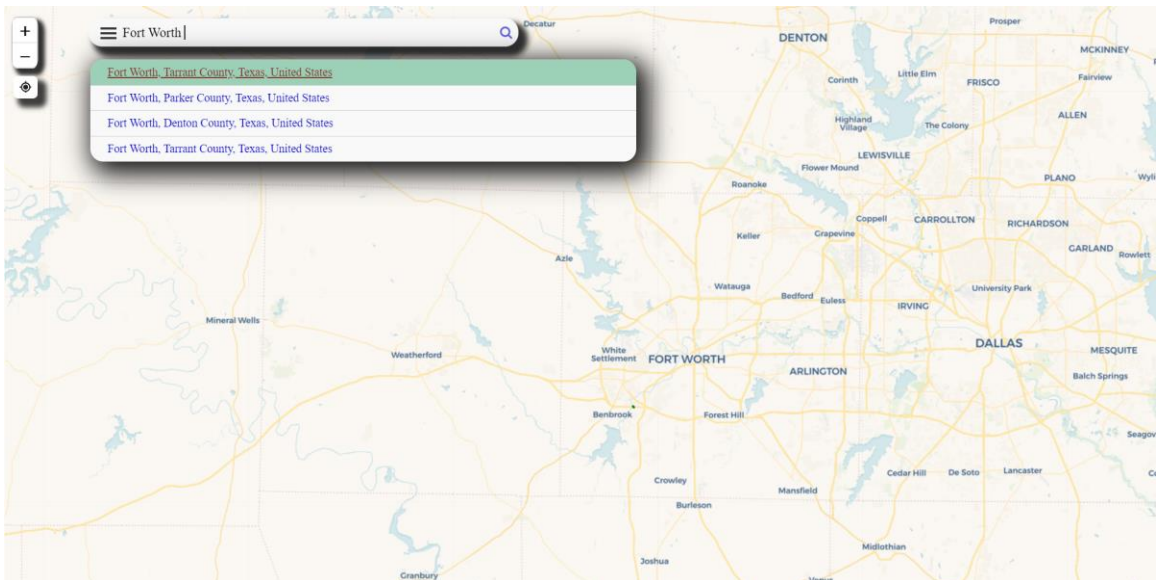 +
−
Fort Worth
Fort Worth, Tarrant County, Texas, United States
Fort Worth, Parker County, Texas, United States
Fort Worth, Denton County, Texas, United States
Fort Worth, Tarrant County, Texas, United States
Decatur
Prosper
DENTON
MCKINNEY
Little Elm
Fairview
Corinth
FRISCO
ALLEN
Highland
Village
The Colony
LEWISVILLE
Flower Mound
PLANO
Wyli
Roanoke
Coppell
CARROLLTON
RICHARDSON
Keller
Grapevine
GARLAND
Rowlett
Azle
Watauga
University Park
Bedford
Euless
IRVING
Mineral Wells
DALLAS
White
Settlement
FORT WORTH
MESQUITE
Weatherford
ARLINGTON
Balch Springs
Benbrook
Forest Hill
Seagov
Cedar Hill
De Soto
Lancaster
Crowley
Mansfield
Burleson
Midlothian
Joshua
Granbury